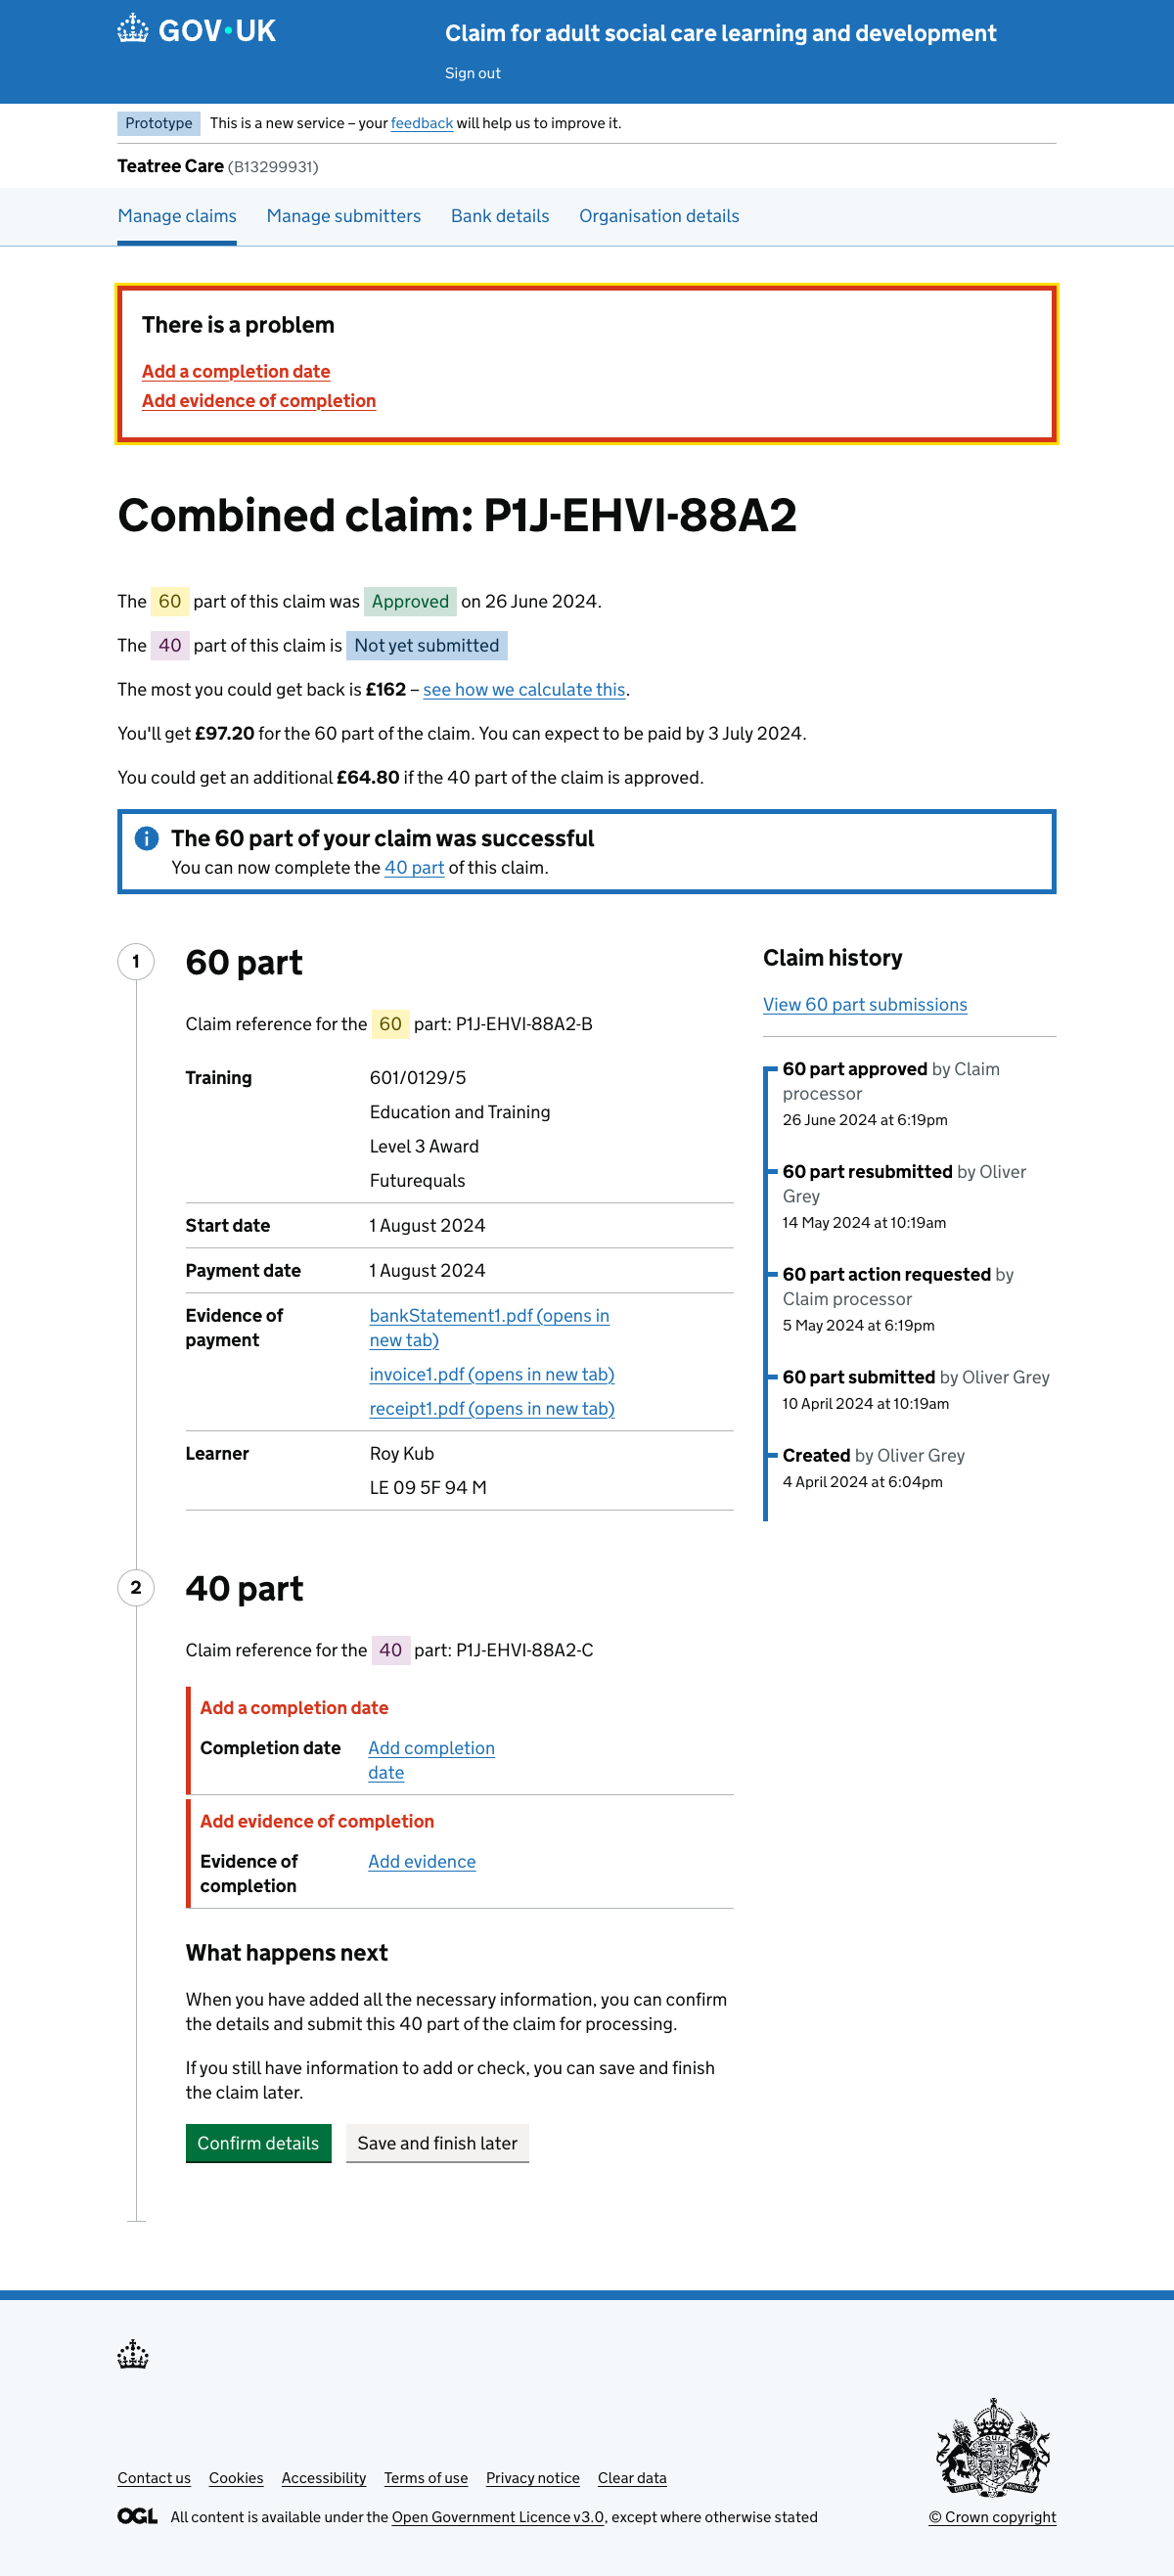 GOV·UK
Claim for adult social care learning and development
Sign out
Prototype This is a new service – your feedback will help us to improve it.
Teatree Care (B13299931)
Manage claims Manage submitters Bank details Organisation details
There is a problem
Add a completion date
Add evidence of completion
Combined claim: P1J-EHVI-88A2
The 60 part of this claim was Approved on 26 June 2024.
The 40 part of this claim is Not yet submitted
The most you could get back is £162 – see how we calculate this.
You'll get £97.20 for the 60 part of the claim. You can expect to be paid by 3 July 2024.
You could get an additional £64.80 if the 40 part of the claim is approved.
The 60 part of your claim was successful
You can now complete the 40 part of this claim.
1
60 part
Claim reference for the 60 part: P1J-EHVI-88A2-B
Training 601/0129/5
Education and Training
Level 3 Award
Futurequals
Start date 1 August 2024
Payment date 1 August 2024
Evidence of payment
bankStatement1.pdf (opens in
new tab)
invoice1.pdf (opens in new tab)
receipt1.pdf (opens in new tab)
Learner Roy Kub
LE 09 5F 94 M
Claim history
View 60 part submissions
60 part approved by Claim
processor
26 June 2024 at 6:19pm
60 part resubmitted by Oliver
Grey
14 May 2024 at 10:19am
60 part action requested by
Claim processor
5 May 2024 at 6:19pm
60 part submitted by Oliver Grey
10 April 2024 at 10:19am
Created by Oliver Grey
4 April 2024 at 6:04pm
2
40 part
Claim reference for the 40 part: P1J-EHVI-88A2-C
Add a completion date
Completion date Add completion
date
Add evidence of completion
Evidence of Add evidence
completion
What happens next
When you have added all the necessary information, you can confirm
the details and submit this 40 part of the claim for processing.
If you still have information to add or check, you can save and finish
the claim later.
Confirm details Save and finish later
Contact us Cookies Accessibility Terms of use Privacy notice Clear data
OGL All content is available under the Open Government Licence v3.0, except where otherwise stated
© Crown copyright